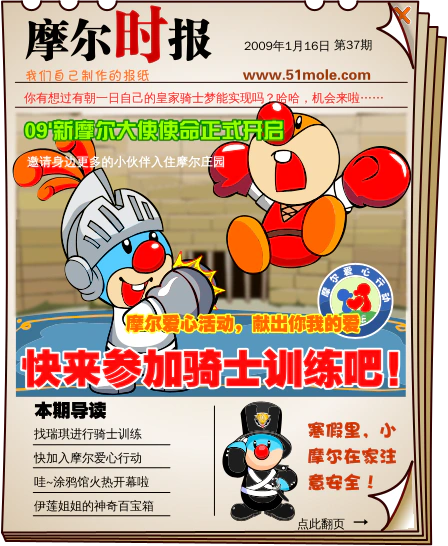 摩尔时报
2009年1月16日 第37期
我们自己制作的报纸
www.51mole.com
你有想过有朝一日自己的皇家骑士梦能实现吗？哈哈，机会来啦……
09'新摩尔大使使命正式开启
邀请身边更多的小伙伴入住摩尔庄园
摩尔爱心行动
摩尔爱心活动，献出你我的爱
快来参加骑士训练吧！
本期导读
找瑞琪进行骑士训练
快加入摩尔爱心行动
哇~涂鸦馆火热开幕啦
伊莲姐姐的神奇百宝箱
寒假里，小
摩尔在家注
意安全！
点此翻页 →